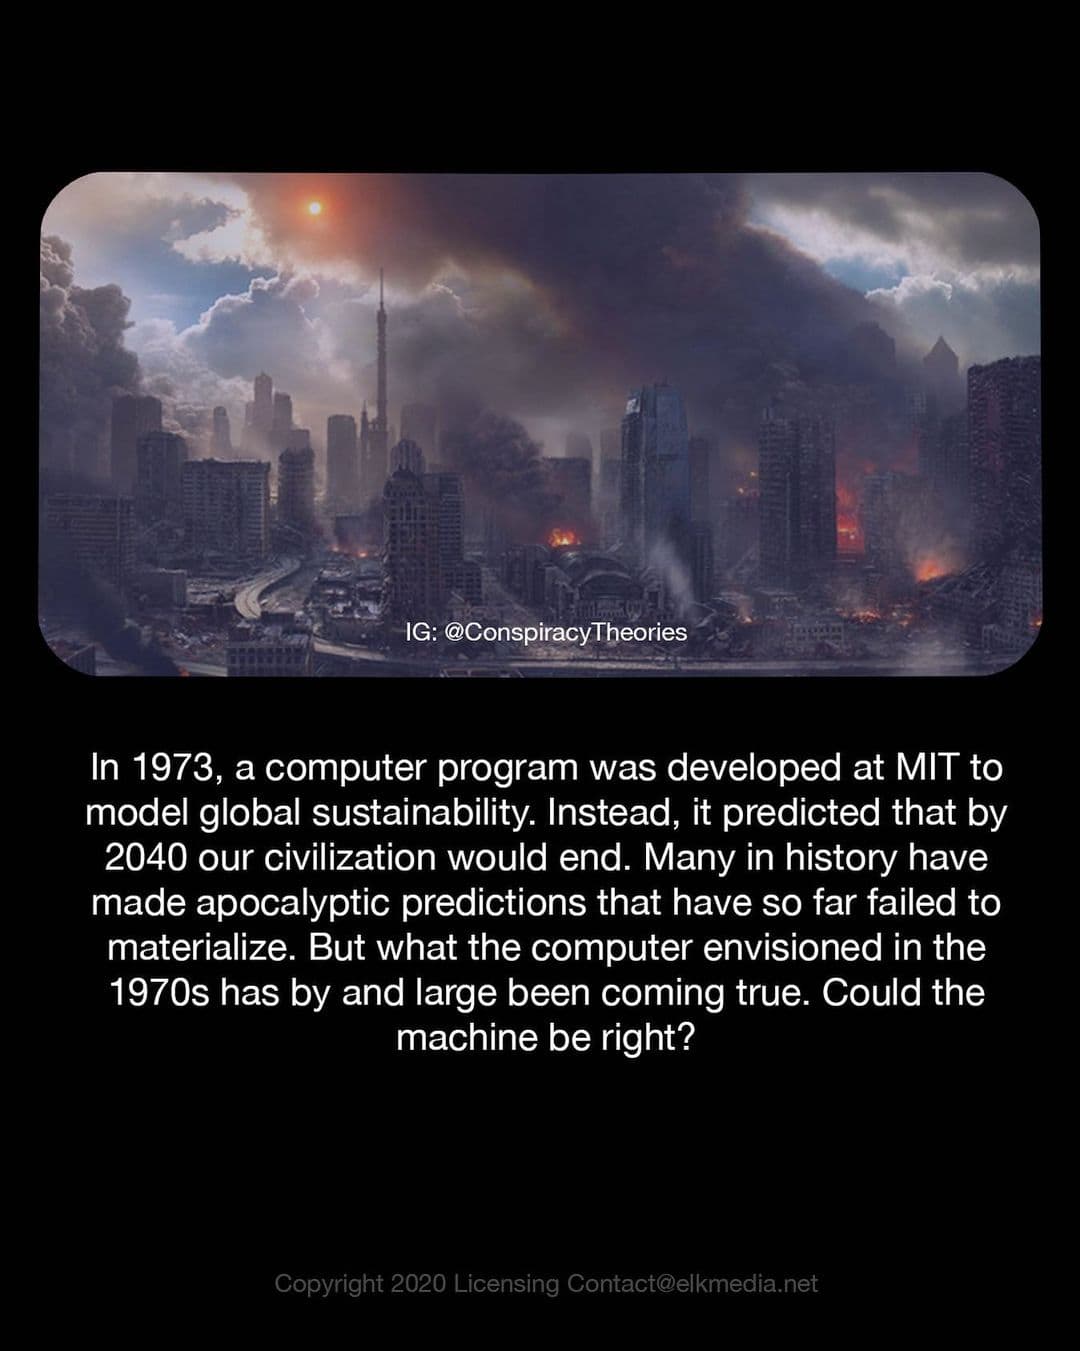 IG: @ConspiracyTheories
In 1973, a computer program was developed at MIT to
model global sustainability. Instead, it predicted that by
2040 our civilization would end. Many in history have
made apocalyptic predictions that have so far failed to
materialize. But what the computer envisioned in the
1970s has by and large been coming true. Could the
machine be right?
Copyright 2020 Licensing Contact@elkmedia.net